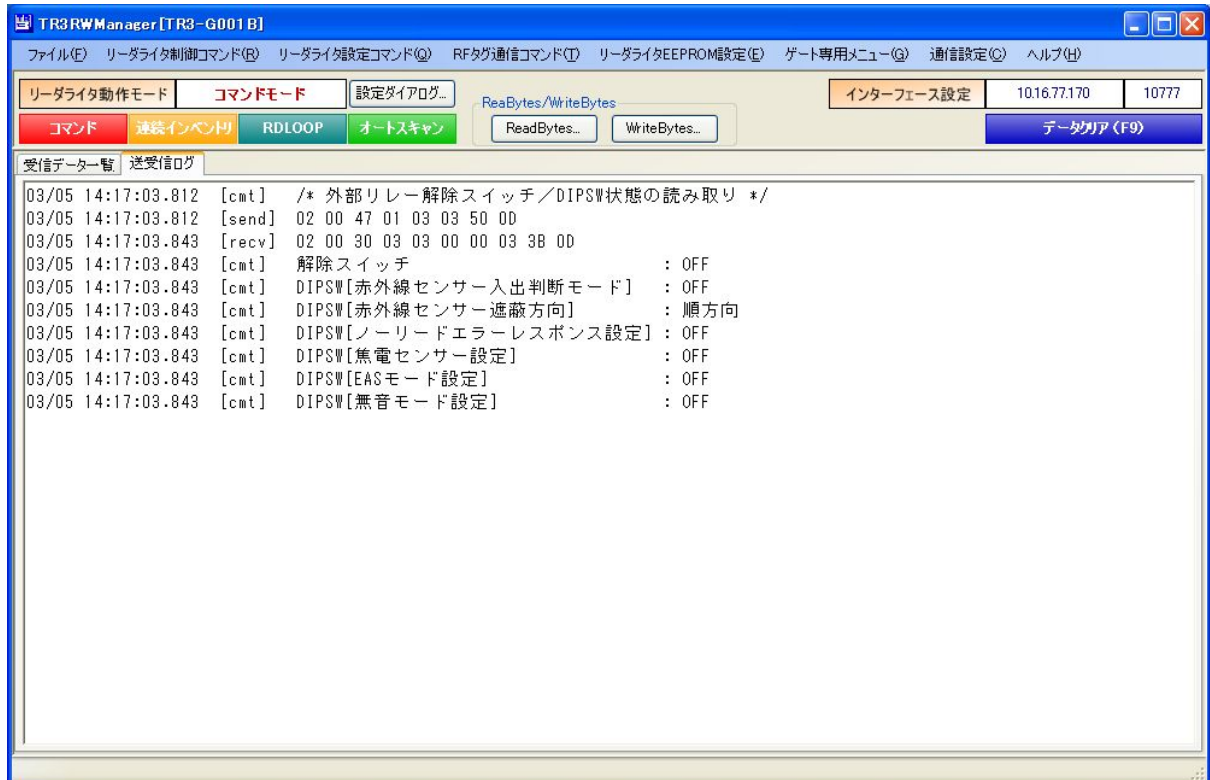 TR3RWManager[TR3-G001B]
ファイル(F) リーダライタ制御コマンド(R) リーダライタ設定コマンド(Q) RFタグ通信コマンド(T) リーダライタEEPROM設定(E) ゲート専用メニュー(G) 通信設定(C) ヘルプ(H)
リーダライタ動作モード コマンドモード 設定ダイアログ... ReaBytes/WriteBytes インターフェース設定 10.16.77.170 10777
コマンド 連続インベントリ RDLOOP オートスキャン ReadBytes... WriteBytes... データクリア(F9)
受信データ一覧 送受信ログ
03/05 14:17:03.812 [cmt] /* 外部リレー解除スイッチ/DIPSW状態の読み取り */
03/05 14:17:03.812 [send] 02 00 47 01 03 03 50 0D
03/05 14:17:03.843 [recv] 02 00 30 03 03 00 00 03 3B 0D
03/05 14:17:03.843 [cmt] 解除スイッチ : OFF
03/05 14:17:03.843 [cmt] DIPSW[赤外線センサー入出判断モード] : OFF
03/05 14:17:03.843 [cmt] DIPSW[赤外線センサー遮蔽方向] : 順方向
03/05 14:17:03.843 [cmt] DIPSW[ノーリードエラーレスポンス設定] : OFF
03/05 14:17:03.843 [cmt] DIPSW[焦電センサー設定] : OFF
03/05 14:17:03.843 [cmt] DIPSW[EASモード設定] : OFF
03/05 14:17:03.843 [cmt] DIPSW[無音モード設定] : OFF